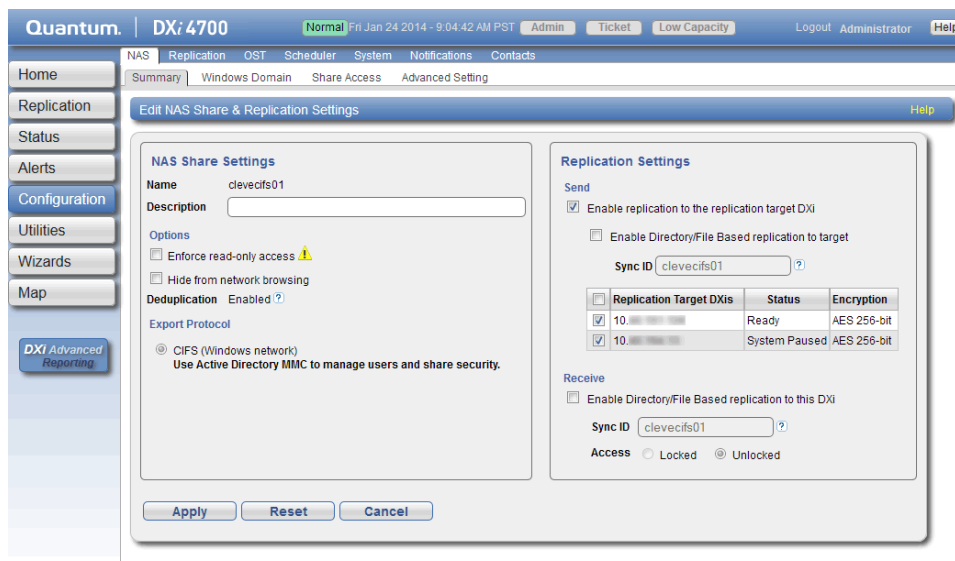 Quantum. | DXi 4700 Normal Fri Jan 24 2014 - 9:04:42 AM PST Admin Ticket Low Capacity Logout Administrator Help
NAS Replication OST Scheduler System Notifications Contacts
Summary Windows Domain Share Access Advanced Setting
Home
Replication
Status
Alerts
Configuration
Utilities
Wizards
Map
DXi Advanced
Reporting
Edit NAS Share & Replication Settings Help
NAS Share Settings
Name clevecifs01
Description
Options
Enforce read-only access
Hide from network browsing
Deduplication Enabled ?
Export Protocol
CIFS (Windows network)
Use Active Directory MMC to manage users and share security.
Replication Settings
Send
Enable replication to the replication target DXi
Enable Directory/File Based replication to target
Sync ID clevecifs01 ?
Replication Target DXis Status Encryption
10. Ready AES 256-bit
10. System Paused AES 256-bit
Receive
Enable Directory/File Based replication to this DXi
Sync ID clevecifs01 ?
Access Locked Unlocked
Apply Reset Cancel